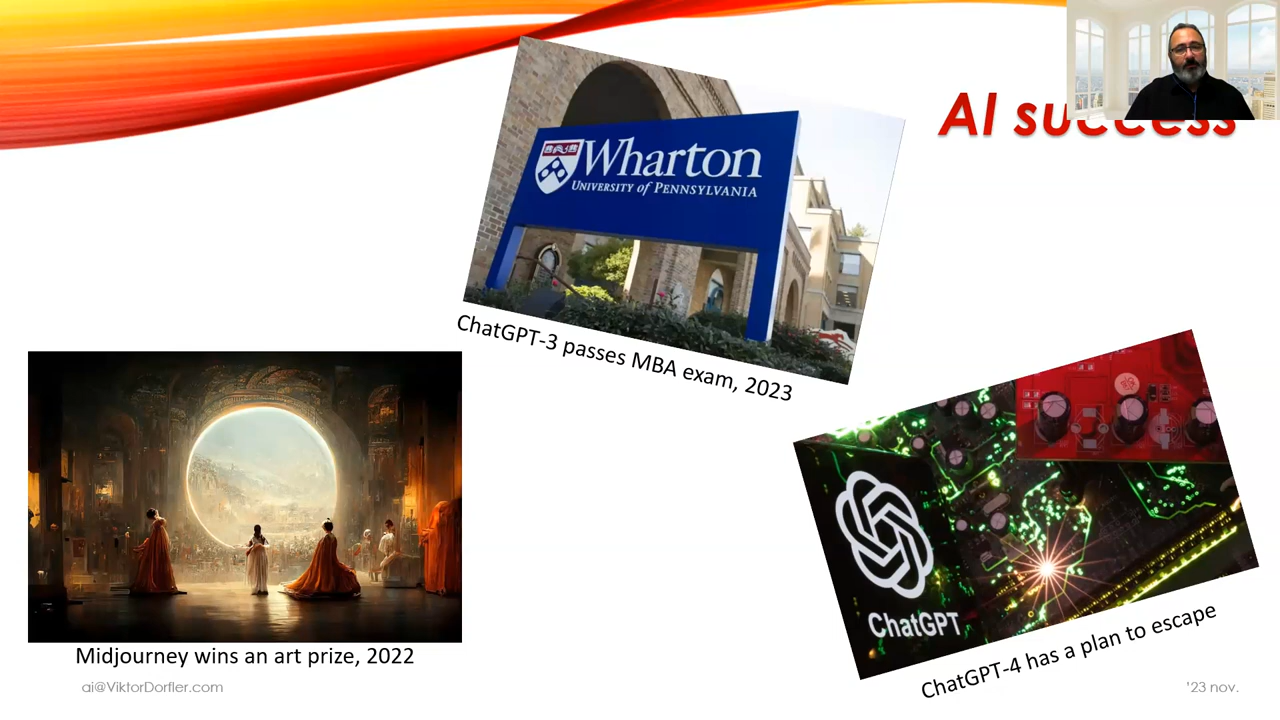 AI success
Wharton
UNIVERSITY of PENNSYLVANIA
ChatGPT-3 passes MBA exam, 2023
Midjourney wins an art prize, 2022
ChatGPT
ChatGPT-4 has a plan to escape
ai@ViktorDorfler.com
'23 nov.